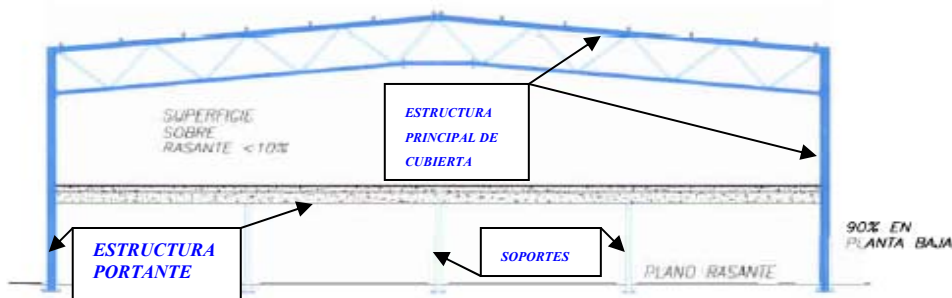 SUPERFICIE
SOBRE
RASANTE <10%
ESTRUCTURA
PRINCIPAL DE
CUBIERTA
ESTRUCTURA
PORTANTE
SOPORTES
90% EN
PLANTA BAJA
PLANO RASANTE